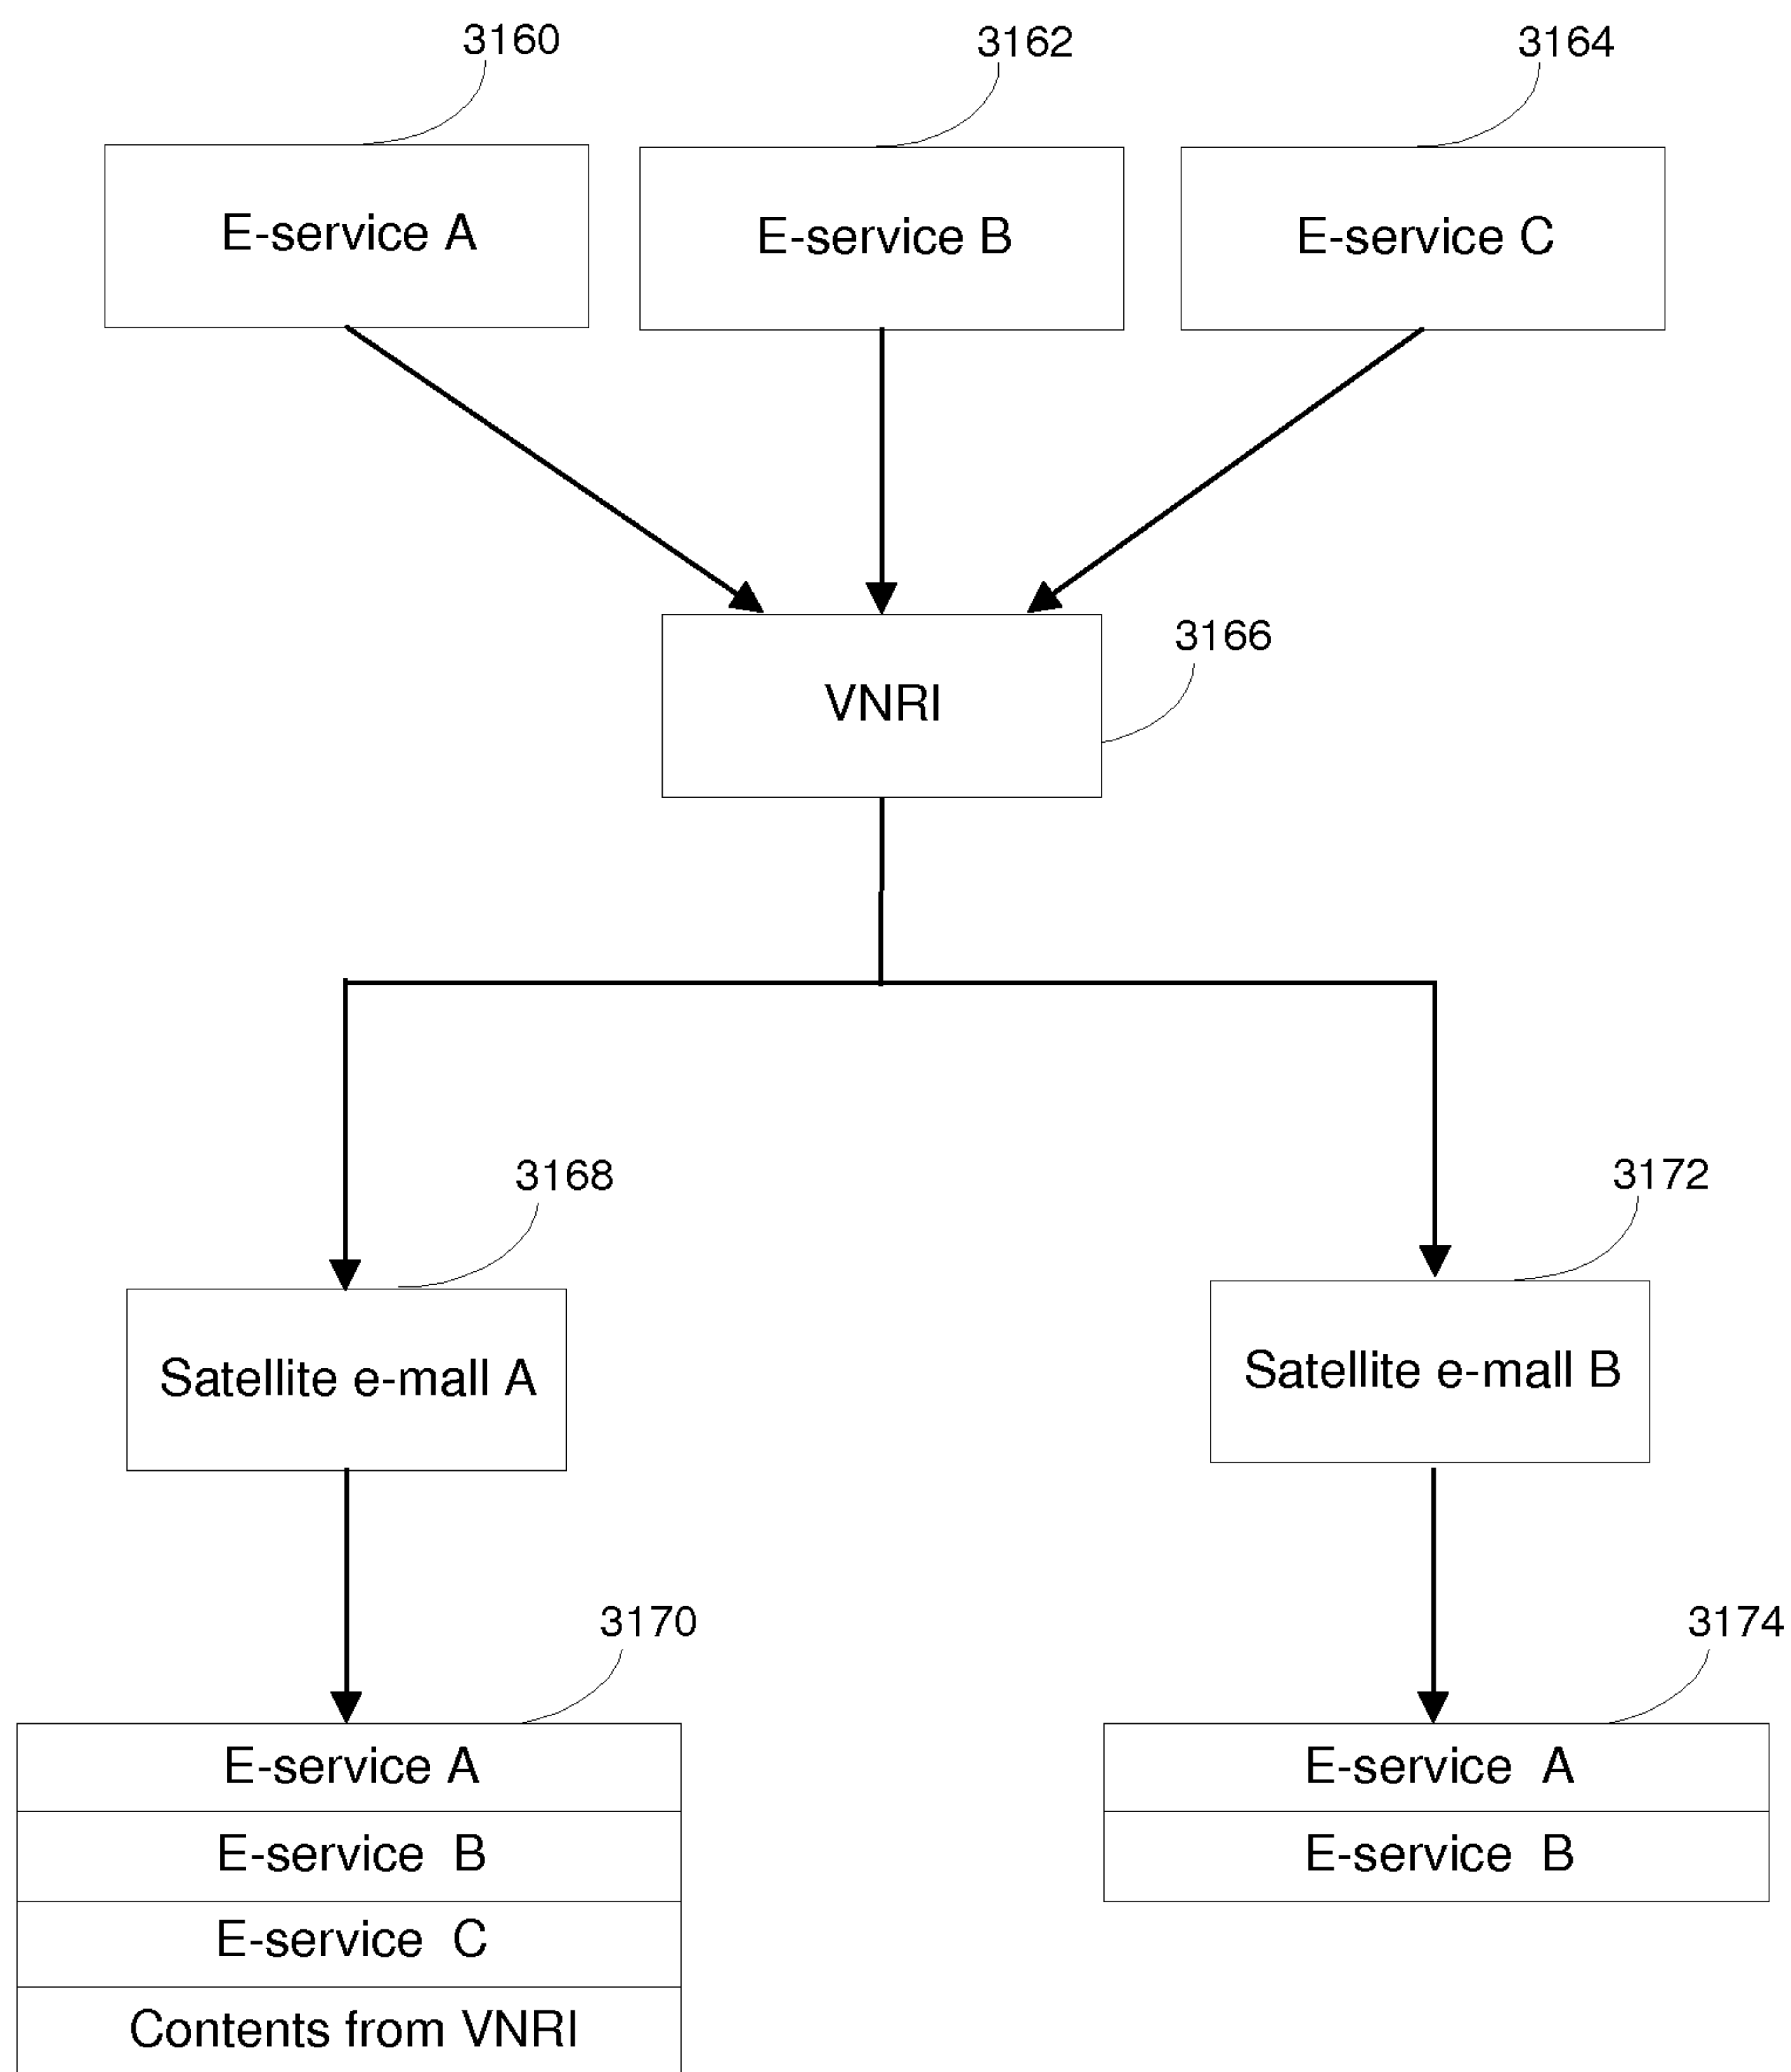 3160
3162
3164
E-service A
E-service B
E-service C
3166
VNRI
3168
3172
Satellite e-mall A
Satellite e-mall B
3170
3174
E-service A
E-service B
E-service C
Contents from VNRI
E-service A
E-service B